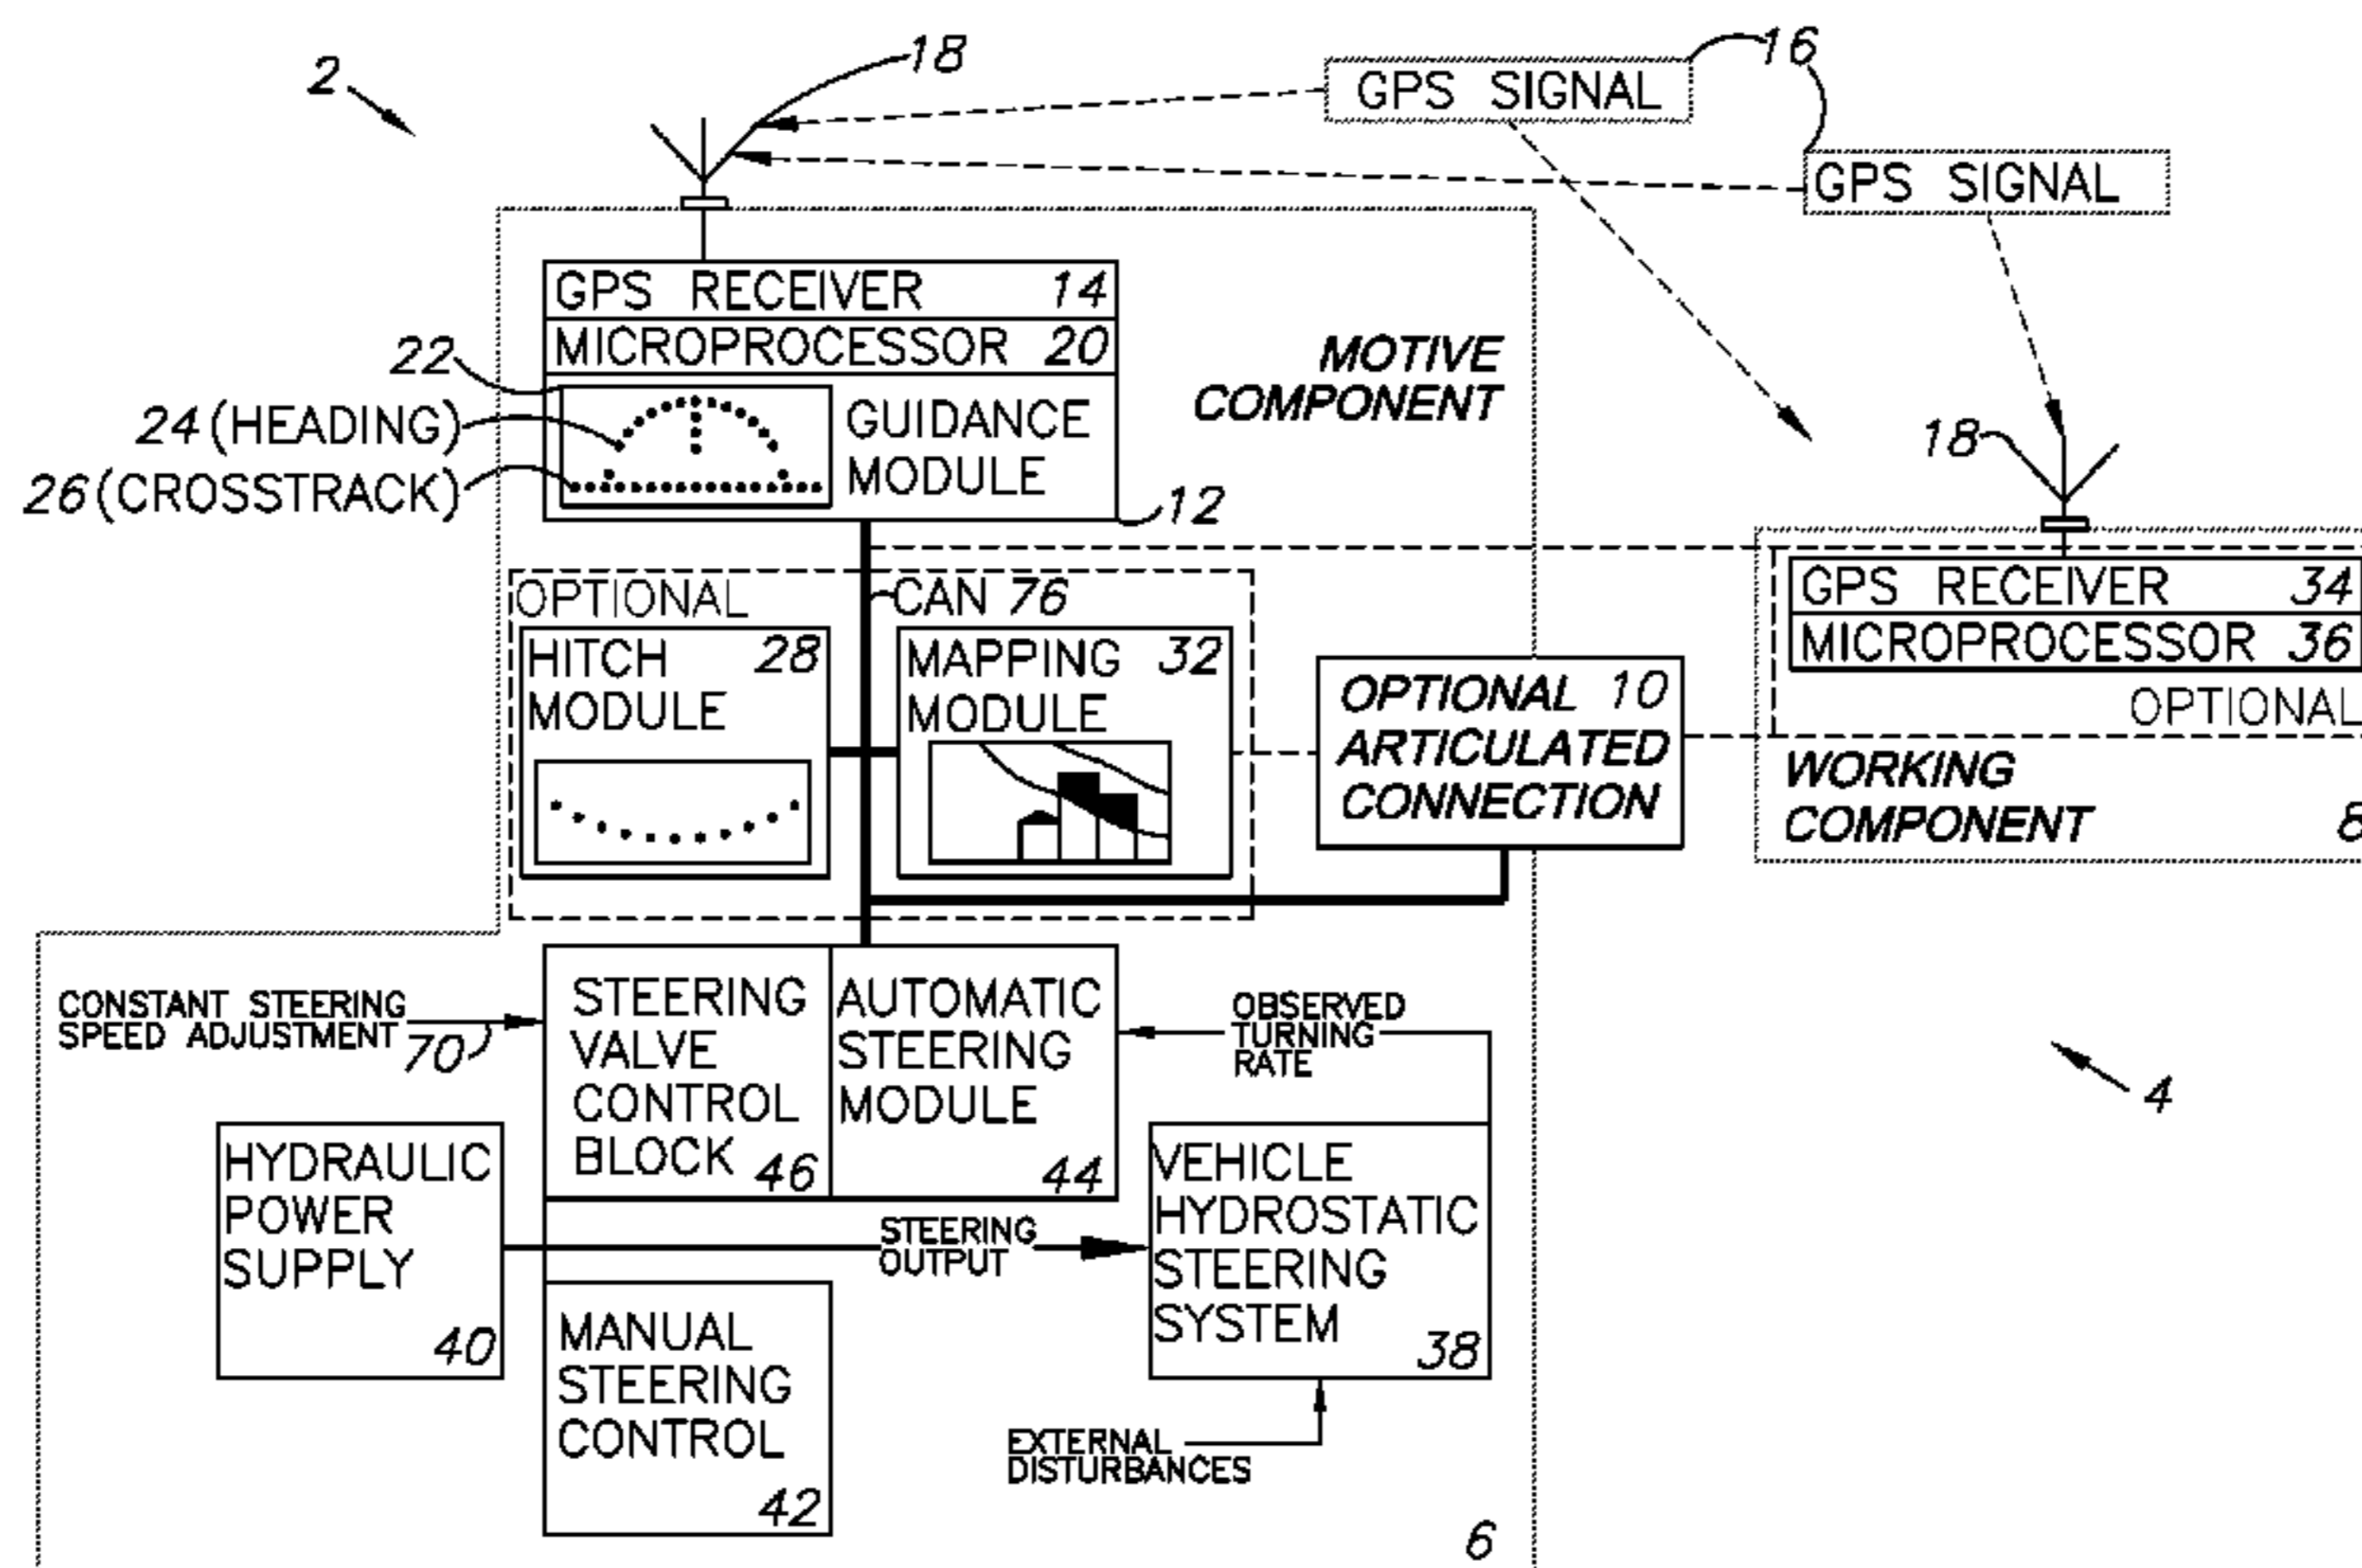 2
18
16
GPS SIGNAL
GPS SIGNAL
GPS RECEIVER 14
MICROPROCESSOR 20
22
24 (HEADING)
26 (CROSSTRACK)
GUIDANCE
MODULE
12
MOTIVE
COMPONENT
18
GPS RECEIVER 34
MICROPROCESSOR 36
OPTIONAL
WORKING
COMPONENT 8
OPTIONAL
CAN 76
HITCH 28
MODULE
MAPPING 32
MODULE
OPTIONAL 10
ARTICULATED
CONNECTION
CONSTANT STEERING
SPEED ADJUSTMENT
70
STEERING
VALVE
CONTROL
BLOCK 46
AUTOMATIC
STEERING
MODULE
44
OBSERVED
TURNING
RATE
4
HYDRAULIC
POWER
SUPPLY
40
STEERING
OUTPUT
VEHICLE
HYDROSTATIC
STEERING
SYSTEM
38
MANUAL
STEERING
CONTROL
42
EXTERNAL
DISTURBANCES
6